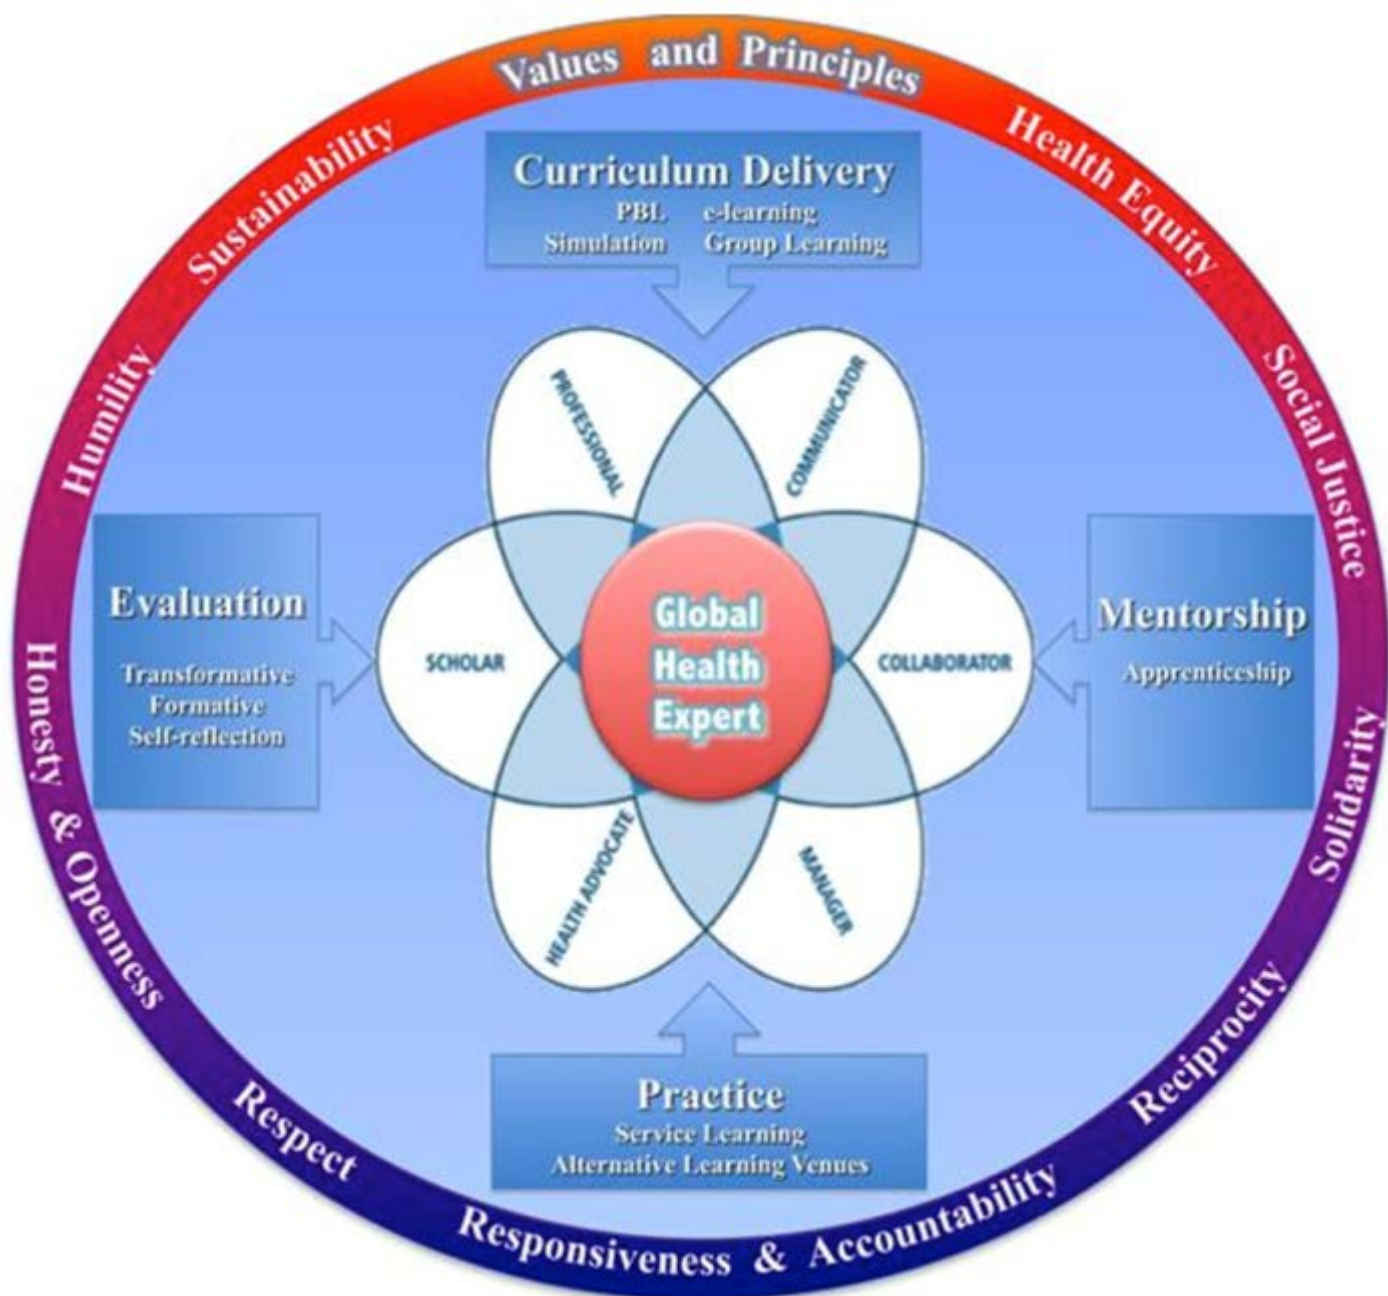 Values and Principles
Health Equity
Social Justice
Solidarity
Reciprocity
Responsiveness & Accountability
Respect
Honesty & Openness
Humility
Sustainability
Curriculum Delivery
PBL e-learning
Simulation Group Learning
PROFESSIONAL
COMMUNICATOR
Evaluation
Transformative
Formative
Self-reflection
SCHOLAR
Global
Health
Expert
COLLABORATOR
Mentorship
Apprenticeship
HEALTH ADVOCATE
MANAGER
Practice
Service Learning
Alternative Learning Venues